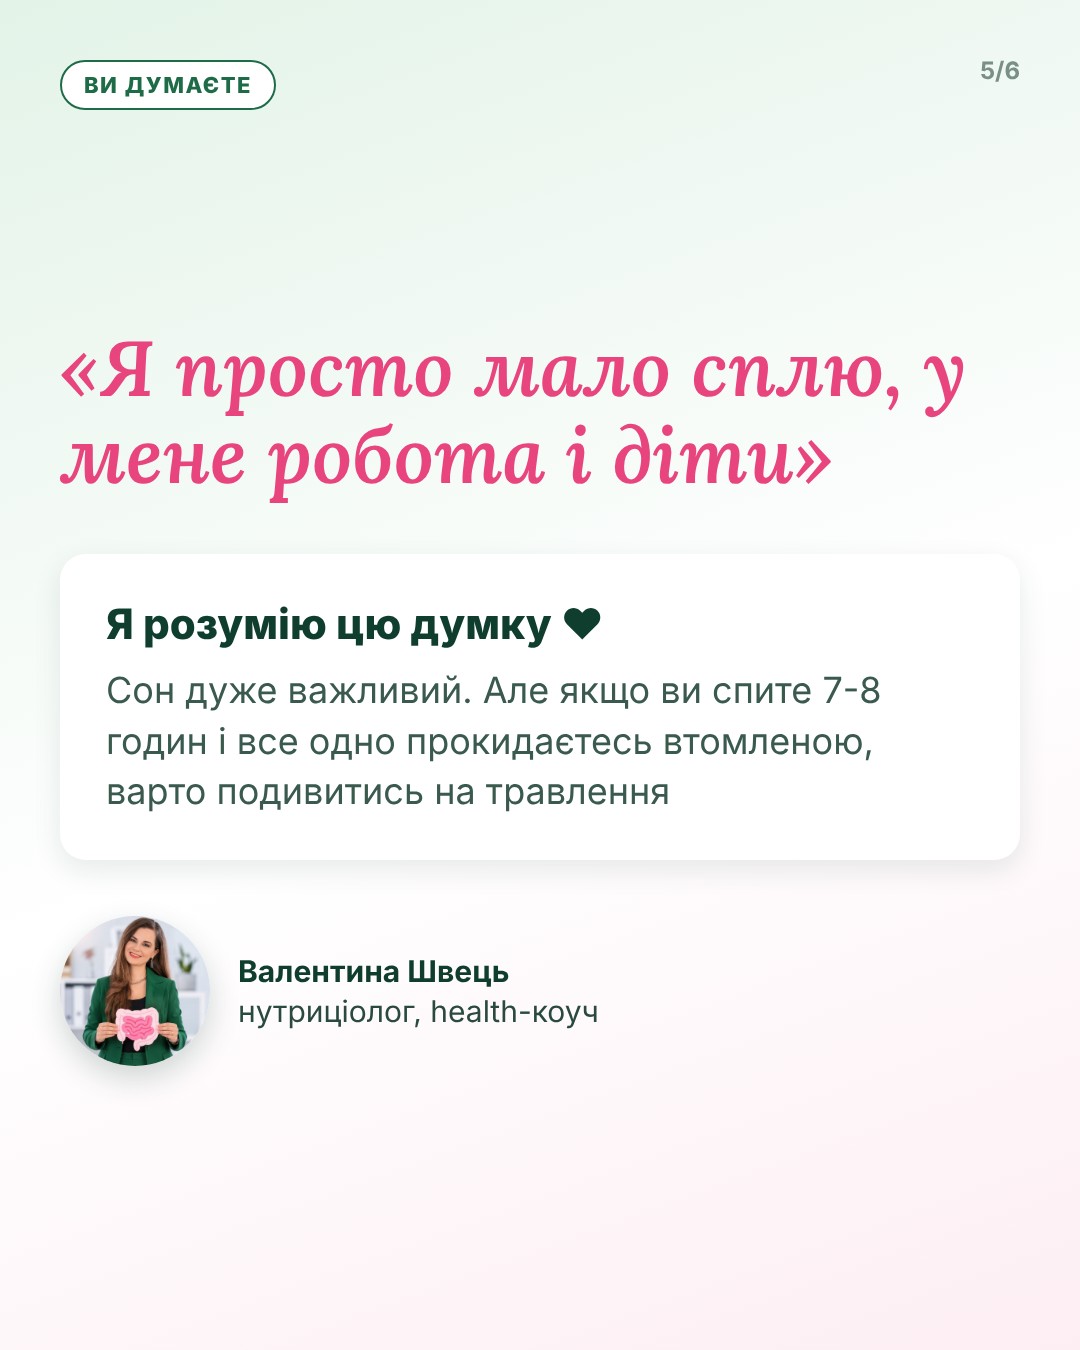 ВИ ДУМАЄТЕ
5/6
«Я просто мало сплю, у
мене робота і діти»
Я розумію цю думку ♥
Сон дуже важливий. Але якщо ви спите 7-8
годин і все одно прокидаєтесь втомленою,
варто подивитись на травлення
Валентина Швець
нутриціолог, health-коуч